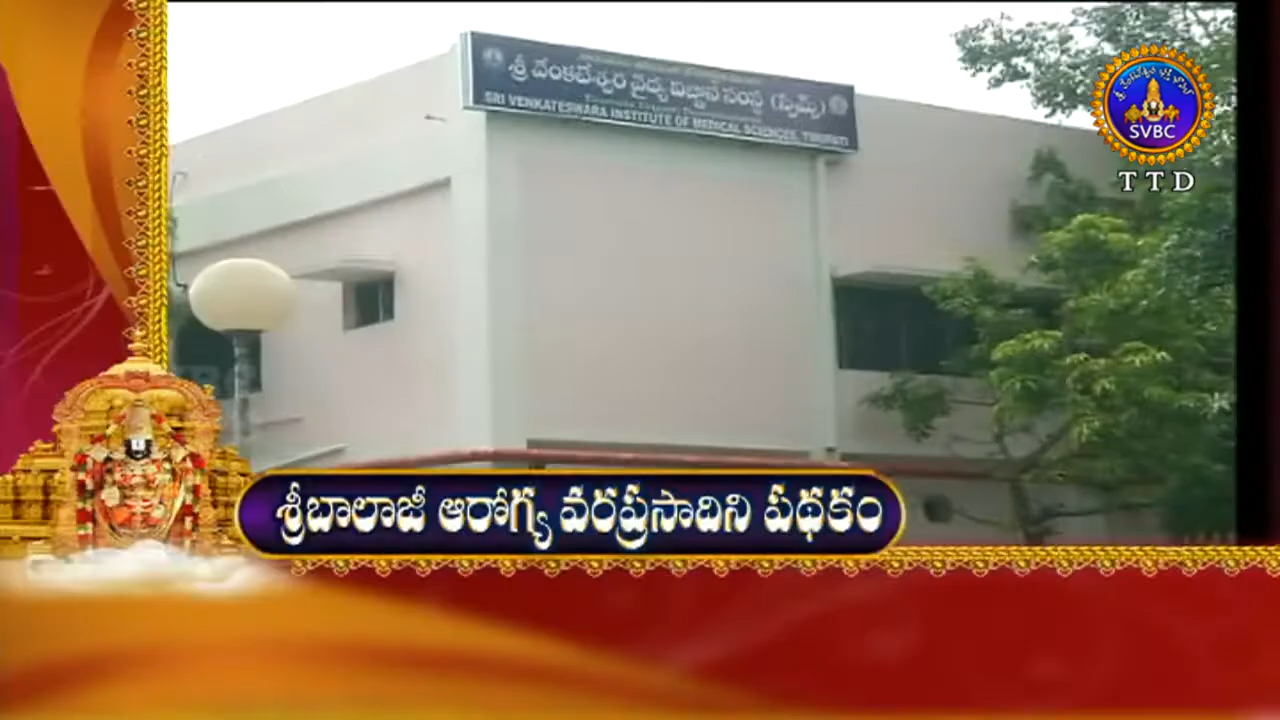 శ్రీ వేంకటేశ్వర వైద్య విజ్ఞాన సంస్థ (స్విమ్స్)
SRI VENKATESWARA INSTITUTE OF MEDICAL SCIENCES, TIRUPATI
SVBC
TTD
శ్రీబాలాజీ ఆరోగ్య వరప్రసాదిని పథకం